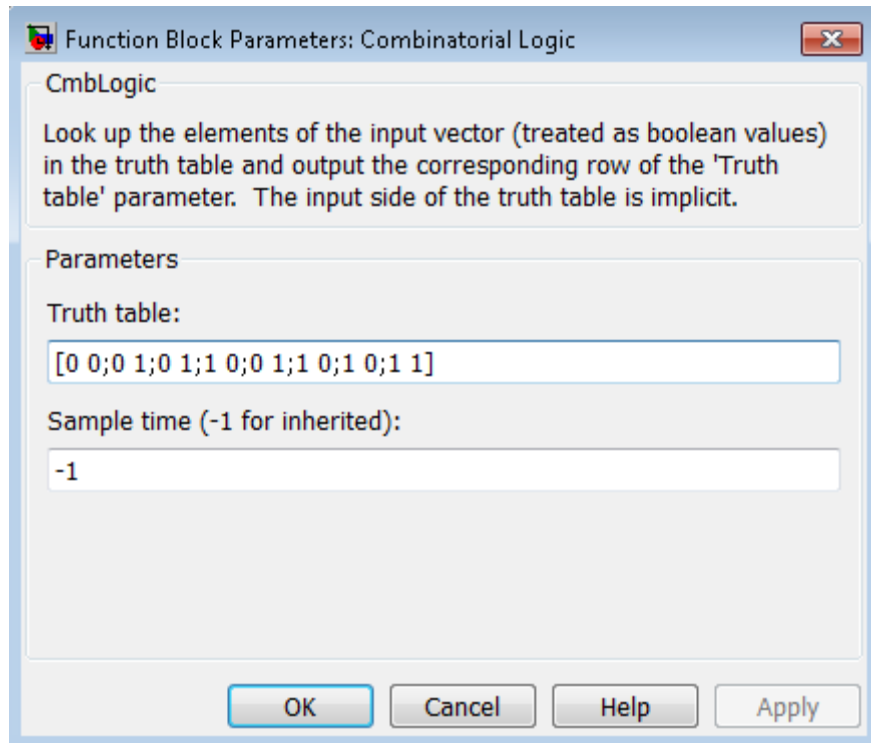 Function Block Parameters: Combinatorial Logic
CmbLogic
Look up the elements of the input vector (treated as boolean values)
in the truth table and output the corresponding row of the 'Truth
table' parameter.  The input side of the truth table is implicit.
Parameters
Truth table:
[0 0;0 1;0 1;1 0;0 1;1 0;1 0;1 1]
Sample time (-1 for inherited):
-1
OK Cancel Help Apply